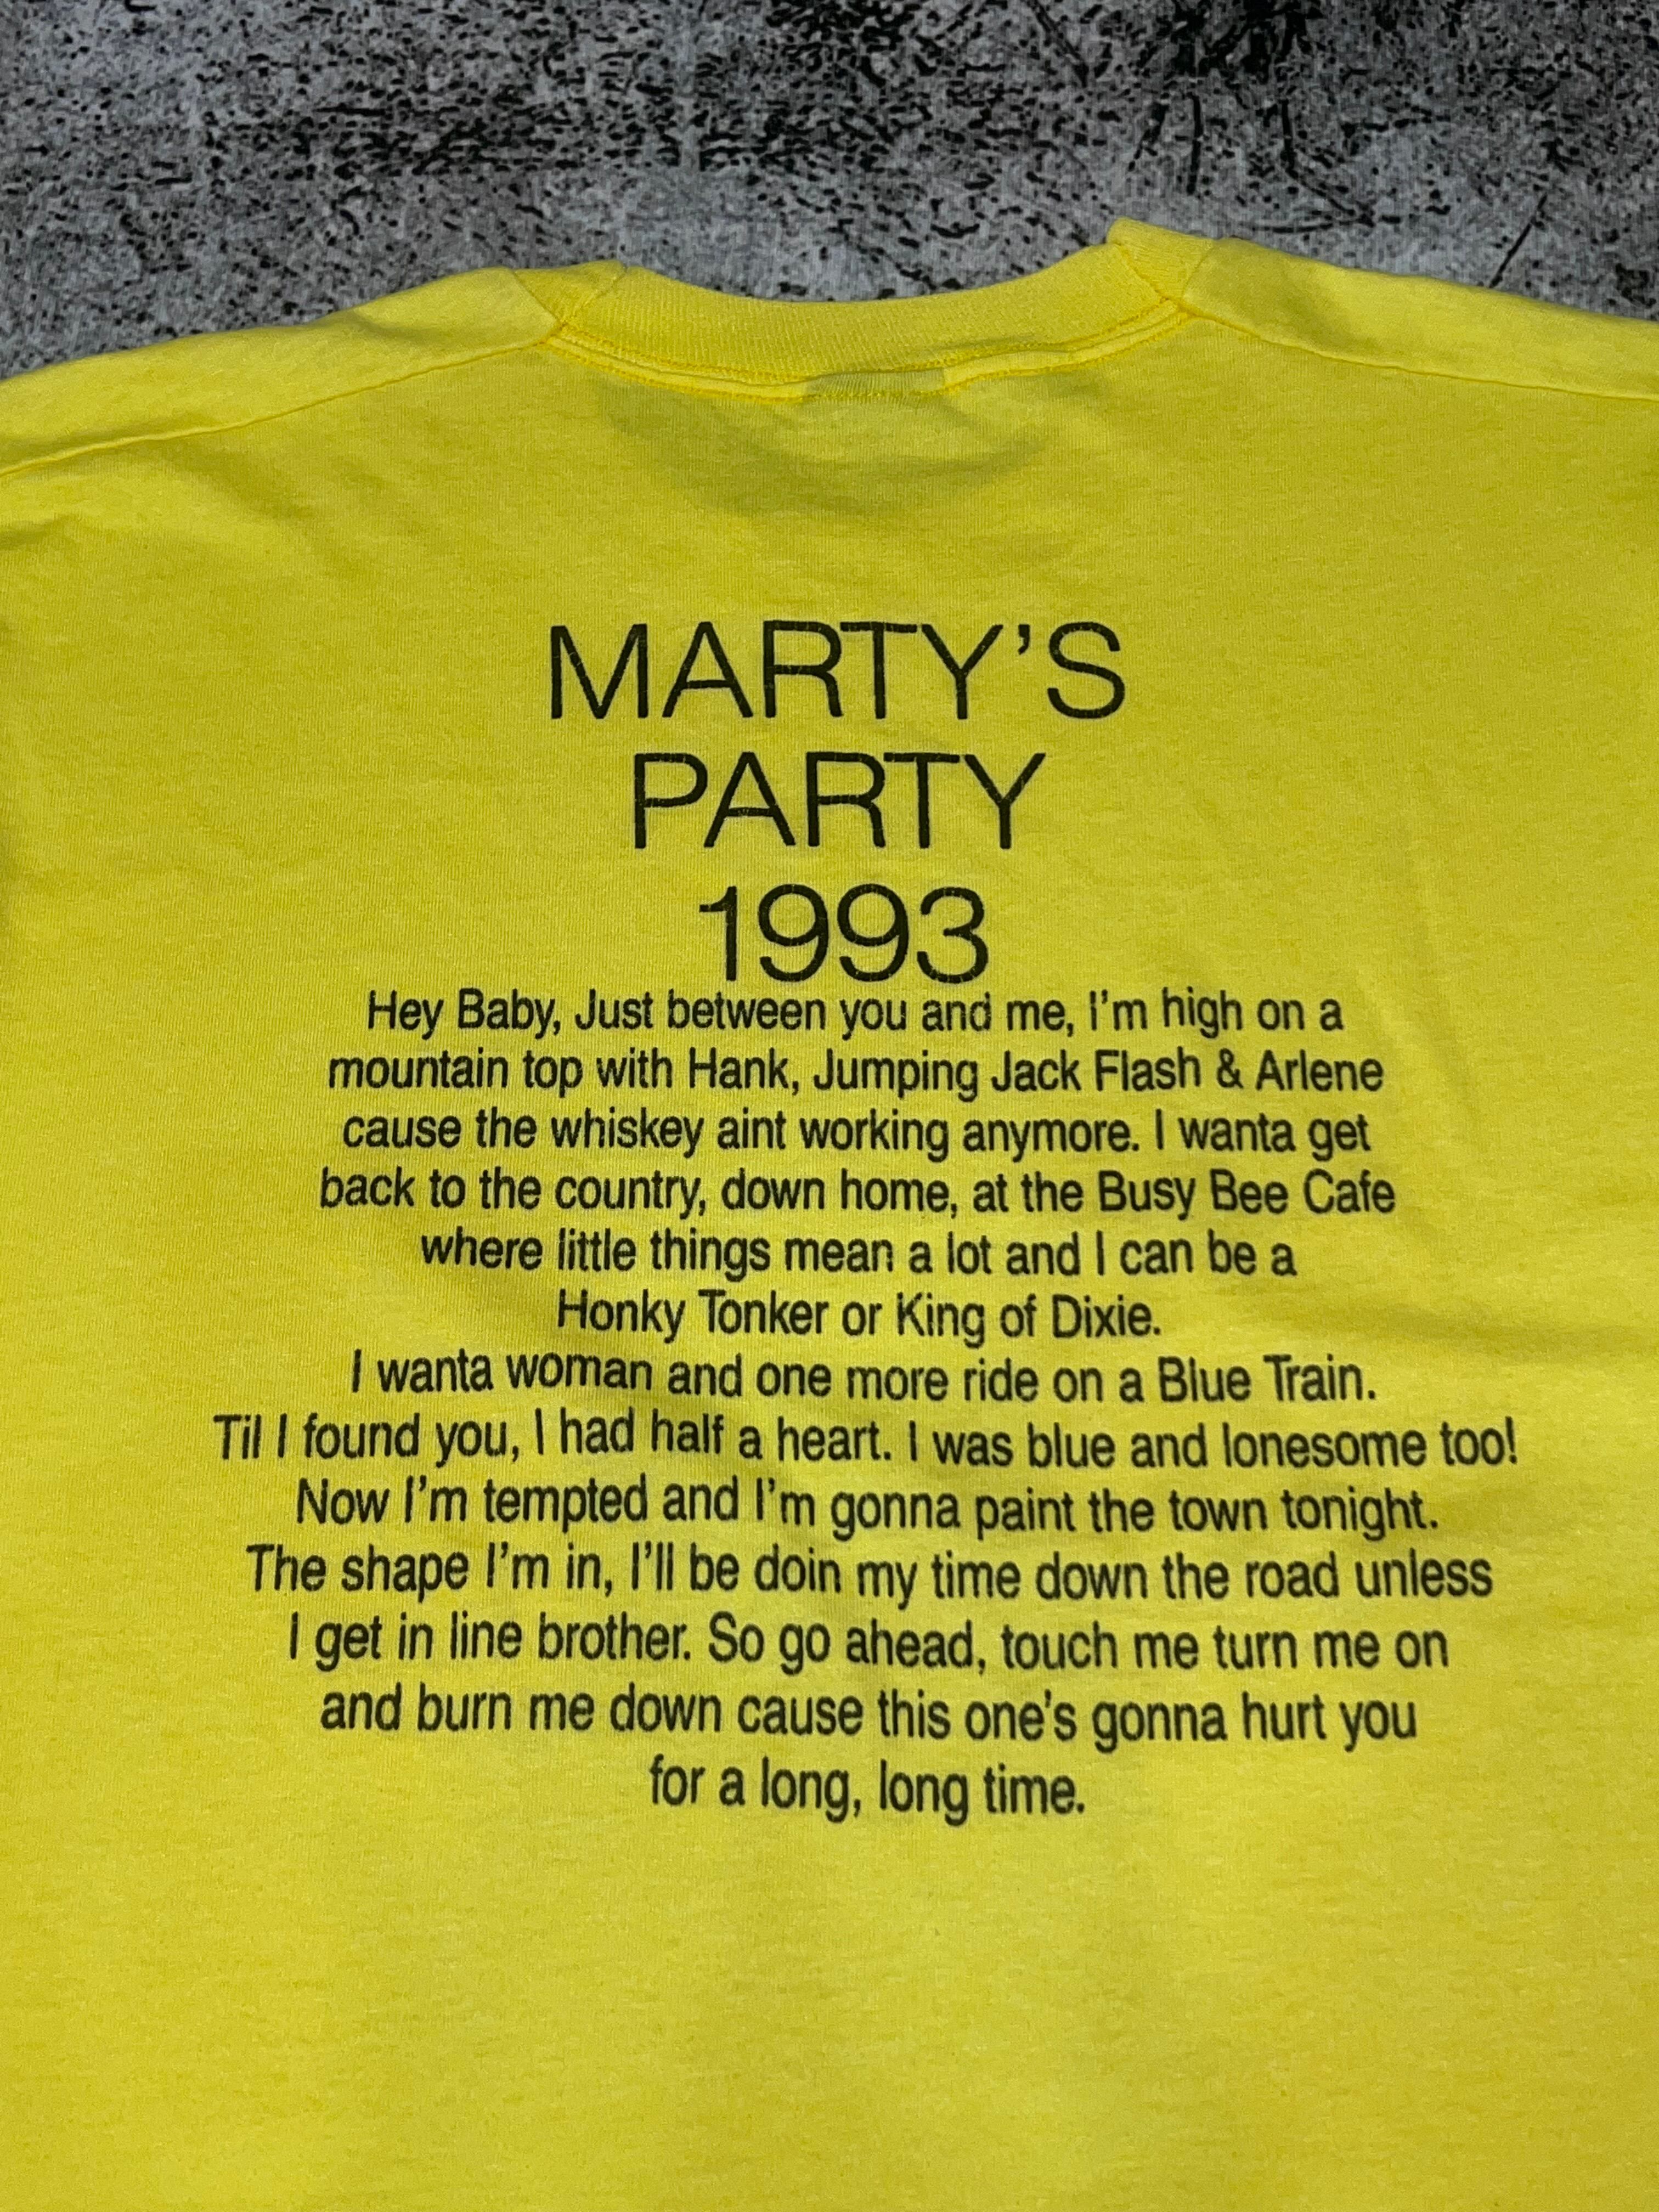 MARTY'S
PARTY
1993
Hey Baby, Just between you and me, I'm high on a
mountain top with Hank, Jumping Jack Flash & Arlene
cause the whiskey aint working anymore. I wanta get
back to the country, down home, at the Busy Bee Cafe
where little things mean a lot and I can be a
Honky Tonker or King of Dixie.
I wanta woman and one more ride on a Blue Train.
Til I found you, I had half a heart. I was blue and lonesome too!
Now I'm tempted and I'm gonna paint the town tonight.
The shape I'm in, I'll be doin my time down the road unless
I get in line brother. So go ahead, touch me turn me on
and burn me down cause this one's gonna hurt you
for a long, long time.